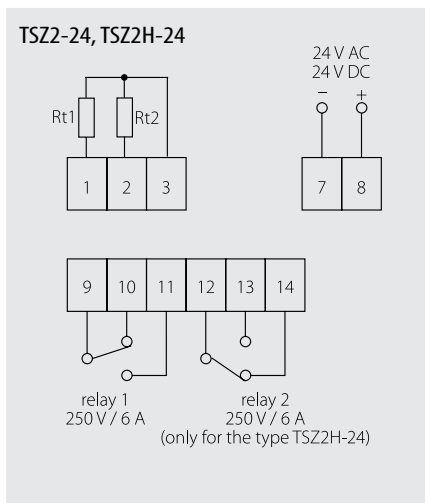 TSZ2-24, TSZ2H-24
24 V AC
24 V DC
− +
Rt1 Rt2
1 2 3 7 8
9 10 11 12 13 14
relay 1 relay 2
250 V / 6 A 250 V / 6 A
(only for the type TSZ2H-24)